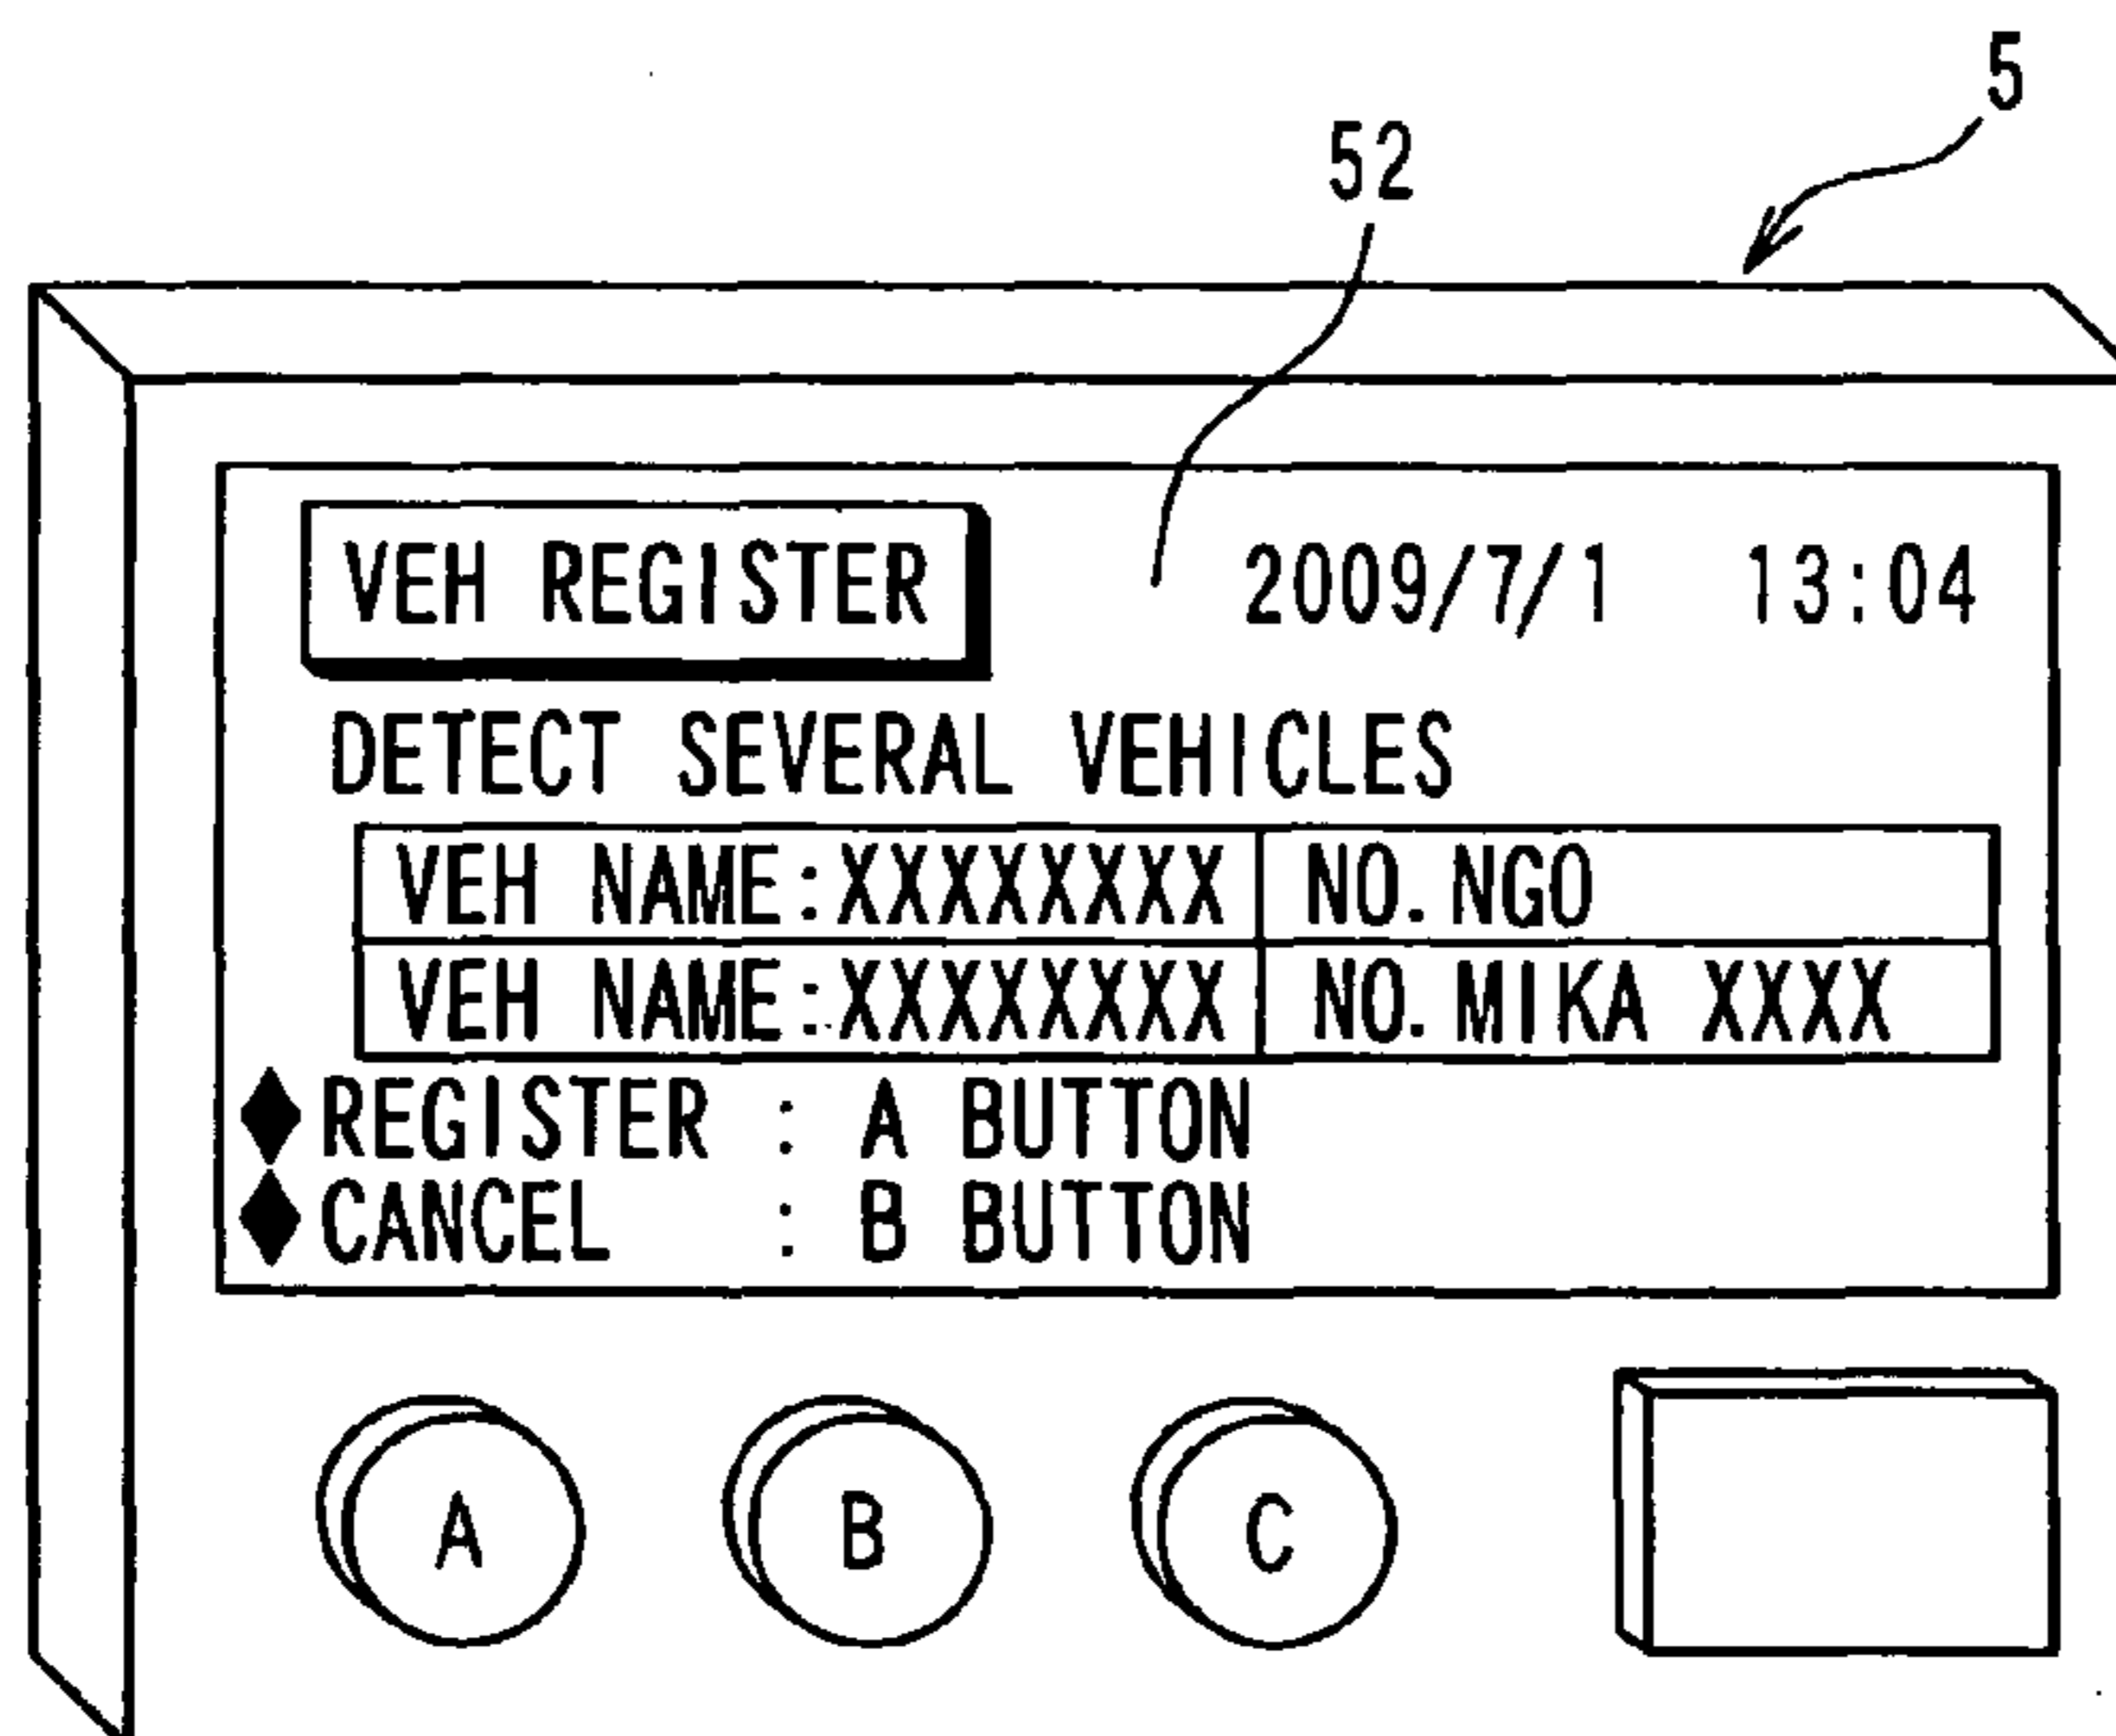 5
52
VEH REGISTER 2009/7/1 13:04
DETECT SEVERAL VEHICLES
VEH NAME:XXXXXXXX NO.NGO
VEH NAME:XXXXXXXX NO.MIKA XXXX
REGISTER : A BUTTON
CANCEL : B BUTTON
A B C